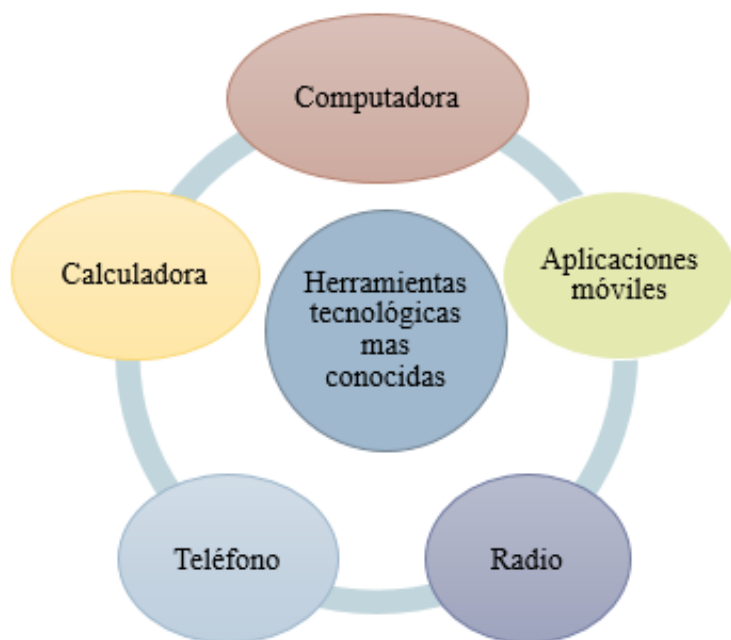 Computadora
Calculadora
Aplicaciones
móviles
Herramientas
tecnológicas
mas
conocidas
Teléfono
Radio